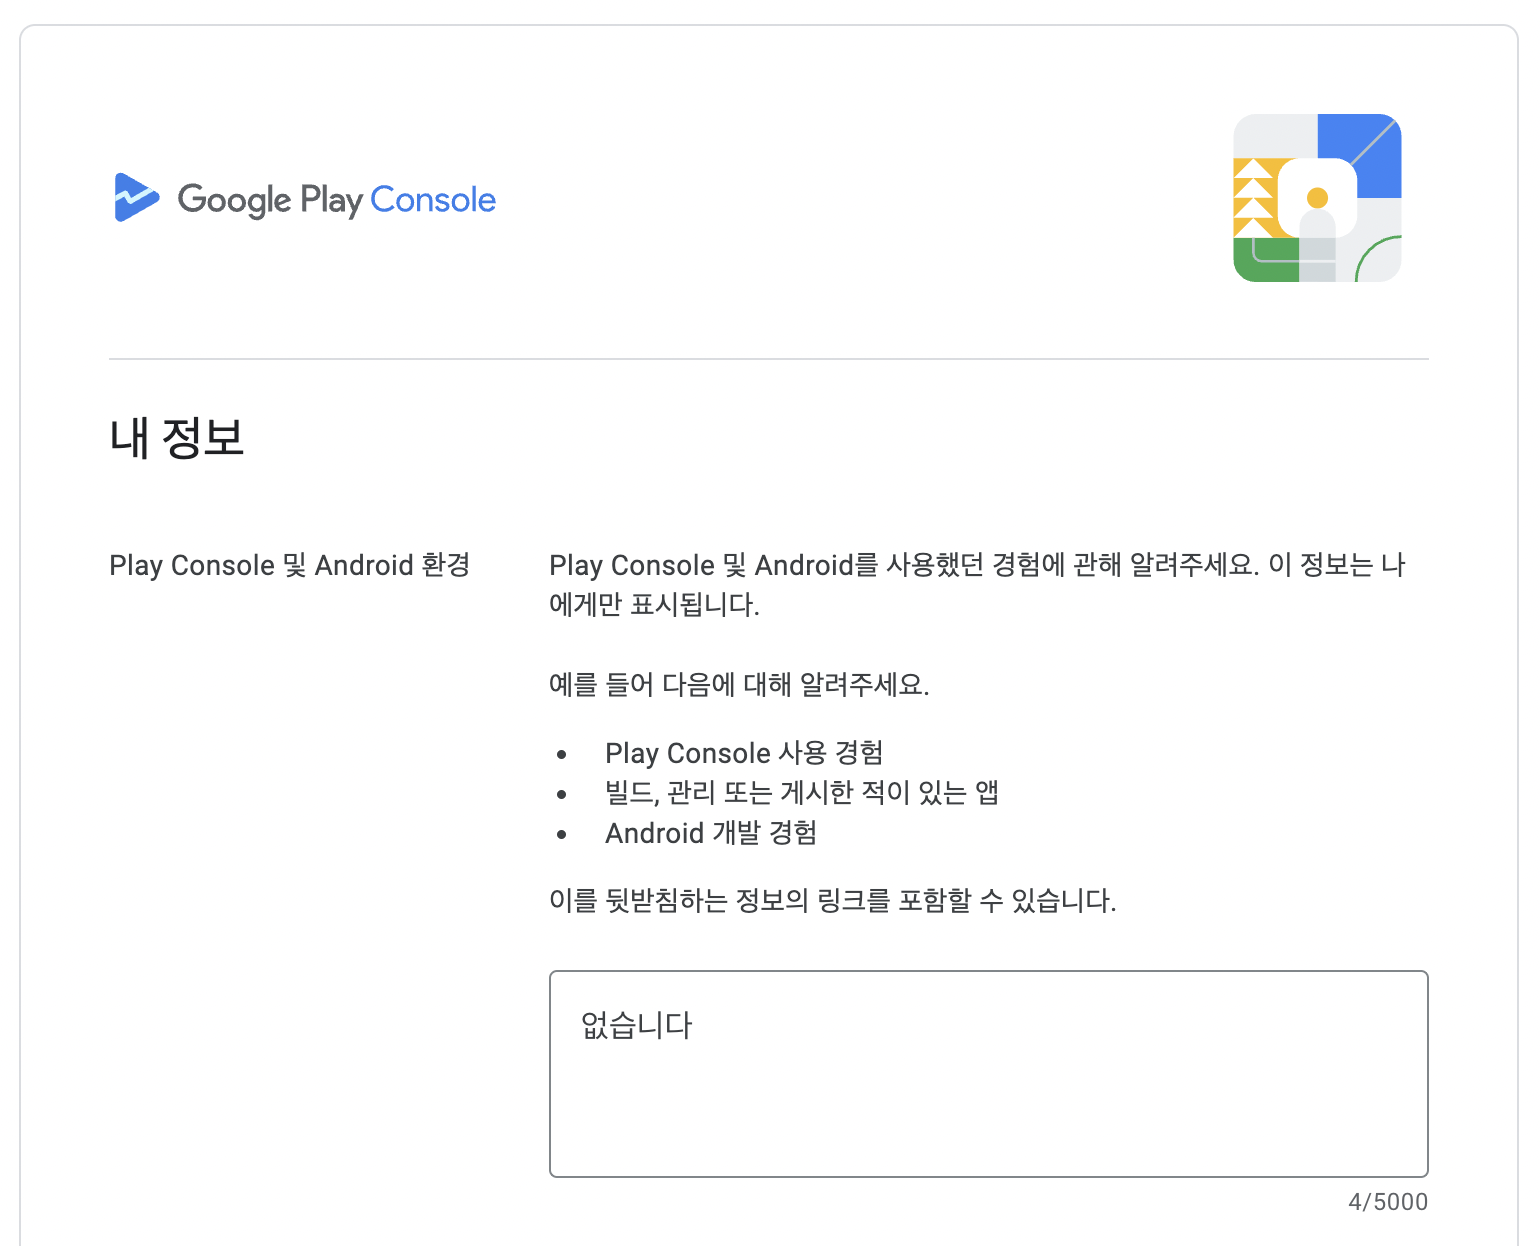 Google Play Console
내 정보
Play Console 및 Android 환경
Play Console 및 Android를 사용했던 경험에 관해 알려주세요. 이 정보는 나
에게만 표시됩니다.
예를 들어 다음에 대해 알려주세요.
• Play Console 사용 경험
• 빌드, 관리 또는 게시한 적이 있는 앱
• Android 개발 경험
이를 뒷받침하는 정보의 링크를 포함할 수 있습니다.
없습니다
4/5000